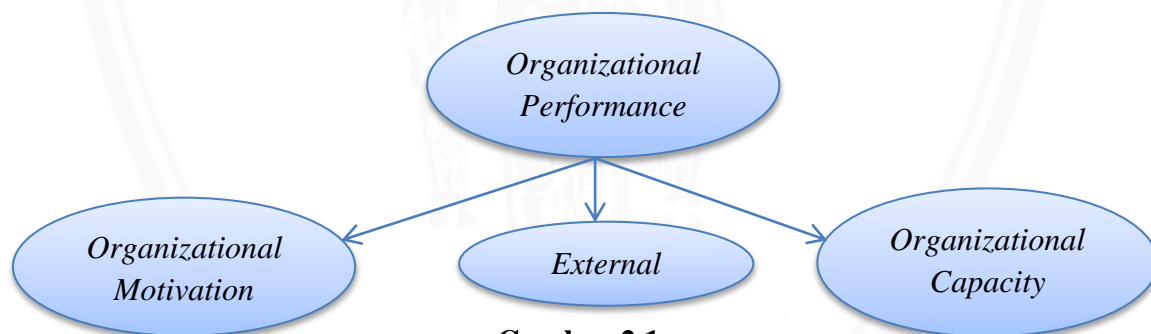 Organizational
Performance
Organizational
Motivation
External
Organizational
Capacity